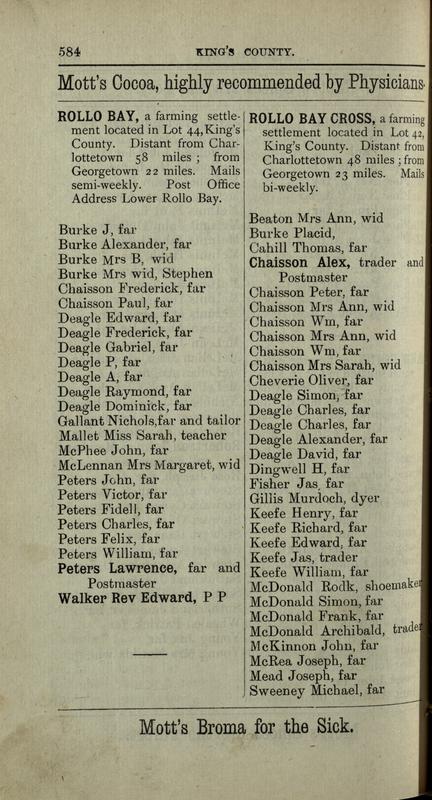 584 KING'S COUNTY.
Mott's Cocoa, highly recommended by Physicians.
ROLLO BAY, a farming settle-
ment located in Lot 44, King's
County. Distant from Char-
lottetown 58 miles ; from
Georgetown 22 miles. Mails
semi-weekly. Post Office
Address Lower Rollo Bay.
Burke J, far
Burke Alexander, far
Burke Mrs B, wid
Burke Mrs wid, Stephen
Chaisson Frederick, far
Chaisson Paul, far
Deagle Edward, far
Deagle Frederick, far
Deagle Gabriel, far
Deagle P, far
Deagle A, far
Deagle Raymond, far
Deagle Dominick, far
Gallant Nichols,far and tailor
Mallet Miss Sarah, teacher
McPhee John, far
McLennan Mrs Margaret, wid
Peters John, far
Peters Victor, far
Peters Fidell, far
Peters Charles, far
Peters Felix, far
Peters William, far
Peters Lawrence, far and
Postmaster
Walker Rev Edward, P P
ROLLO BAY CROSS, a farming
settlement located in Lot 42,
King's County. Distant from
Charlottetown 48 miles ; from
Georgetown 23 miles. Mails
bi-weekly.
Beaton Mrs Ann, wid
Burke Placid,
Cahill Thomas, far
Chaisson Alex, trader and
Postmaster
Chaisson Peter, far
Chaisson Mrs Ann, wid
Chaisson Wm, far
Chaisson Mrs Ann, wid
Chaisson Wm, far
Chaisson Mrs Sarah, wid
Cheverie Oliver, far
Deagle Simon, far
Deagle Charles, far
Deagle Charles, far
Deagle Alexander, far
Deagle David, far
Dingwell H, far
Fisher Jas, far
Gillis Murdoch, dyer
Keefe Henry, far
Keefe Richard, far
Keefe Edward, far
Keefe Jas, trader
Keefe William, far
McDonald Rodk, shoemaker
McDonald Simon, far
McDonald Frank, far
McDonald Archibald, trader
McKinnon John, far
McRea Joseph, far
Mead Joseph, far
Sweeney Michael, far
Mott's Broma for the Sick.